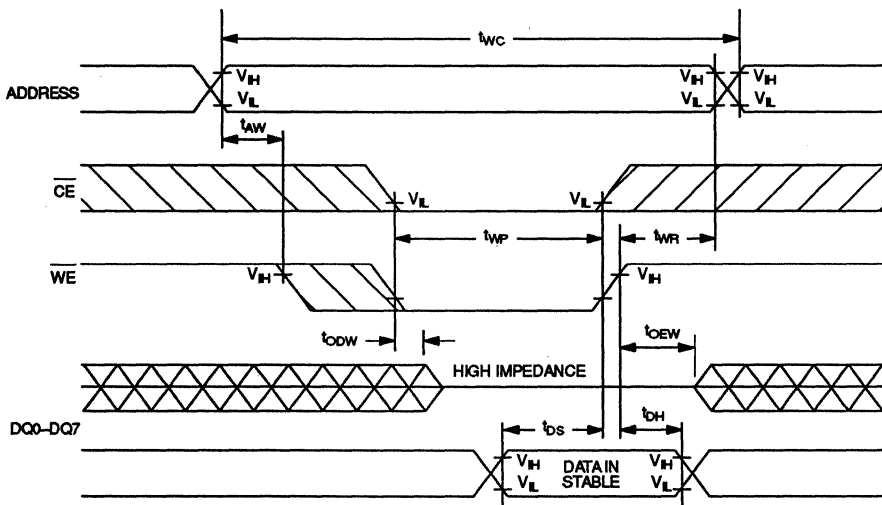 tWC
ADDRESS
VIH
VIL
VIH
VIL
VIH
VIL
tAW
CE
VIL
VIL
tWP
tWR
WE
VIH
VIH
tODW
tOEW
HIGH IMPEDANCE
DQ0–DQ7
tDS
tDH
VIH
VIL
DATA IN
STABLE
VIH
VIL